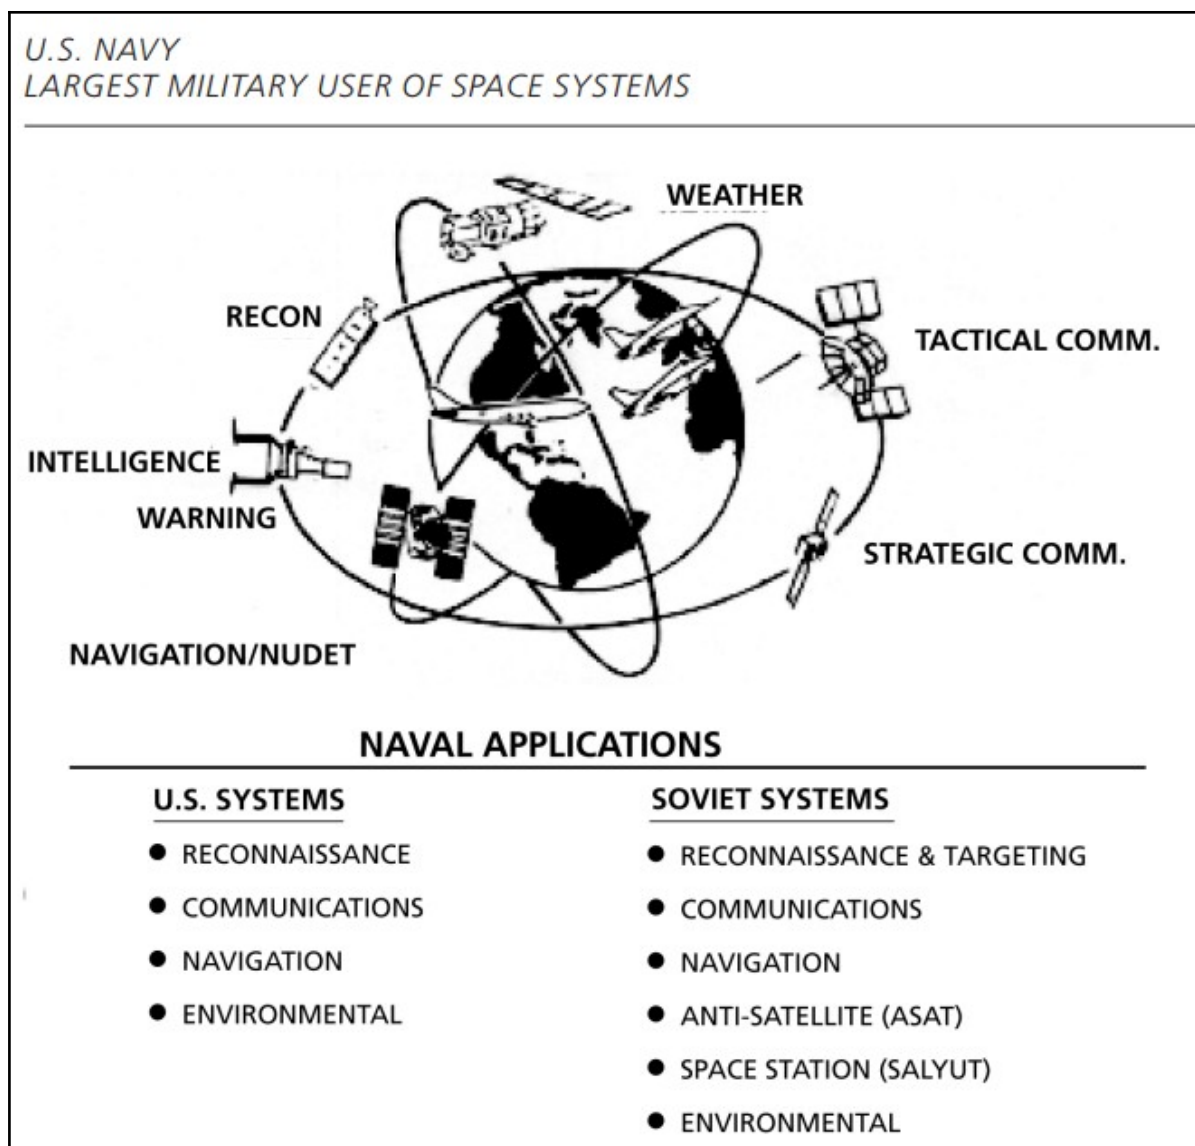 U.S. NAVY
LARGEST MILITARY USER OF SPACE SYSTEMS
WEATHER
RECON
TACTICAL COMM.
INTELLIGENCE
WARNING
STRATEGIC COMM.
NAVIGATION/NUDET
NAVAL APPLICATIONS
U.S. SYSTEMS
● RECONNAISSANCE
● COMMUNICATIONS
● NAVIGATION
● ENVIRONMENTAL
SOVIET SYSTEMS
● RECONNAISSANCE & TARGETING
● COMMUNICATIONS
● NAVIGATION
● ANTI-SATELLITE (ASAT)
● SPACE STATION (SALYUT)
● ENVIRONMENTAL